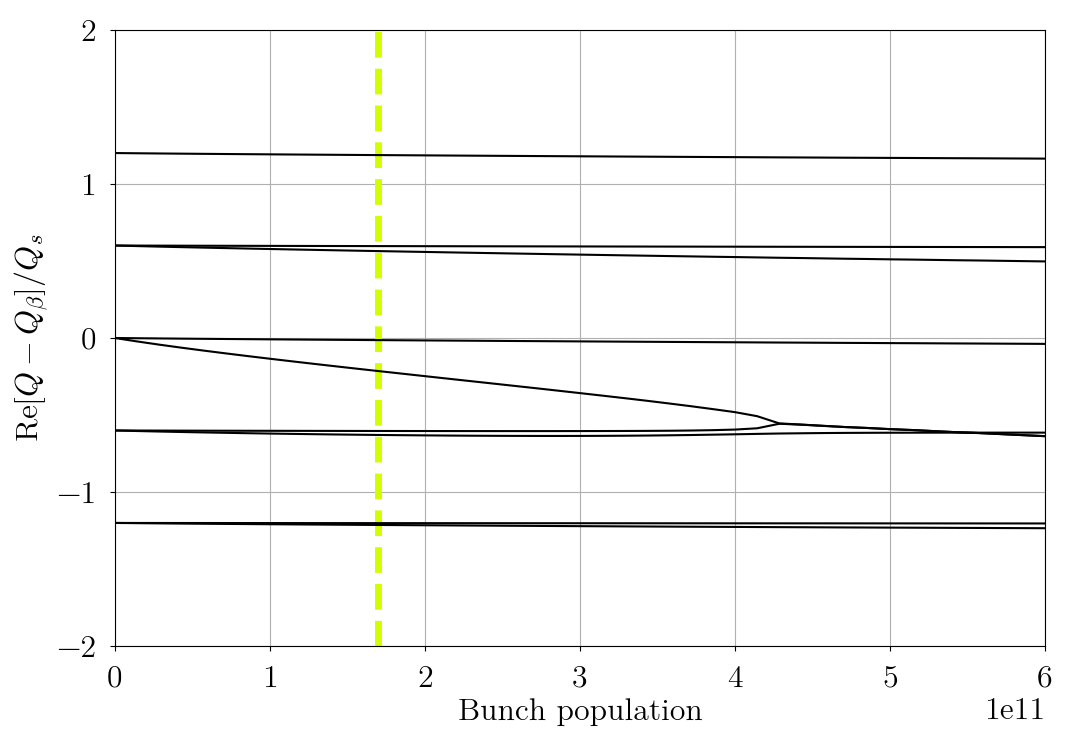 2
1
0
−1
−2
Re[Q − Q_β]/Q_s
0 1 2 3 4 5 6
1e11
Bunch population